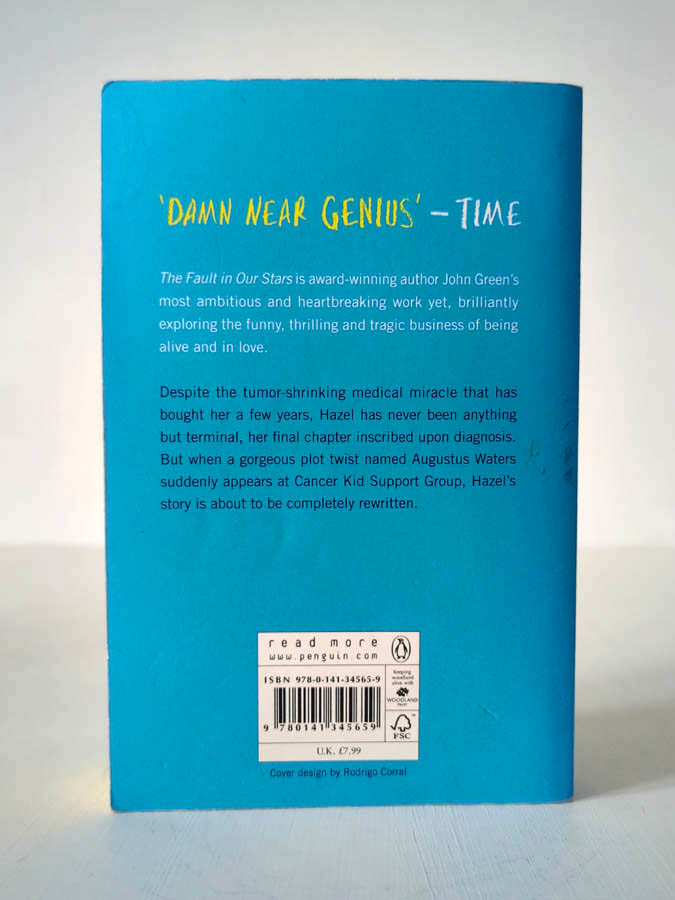 'DAMN NEAR GENIUS' – TIME
The Fault in Our Stars is award-winning author John Green's
most ambitious and heartbreaking work yet, brilliantly
exploring the funny, thrilling and tragic business of being
alive and in love.
Despite the tumor-shrinking medical miracle that has
bought her a few years, Hazel has never been anything
but terminal, her final chapter inscribed upon diagnosis.
But when a gorgeous plot twist named Augustus Waters
suddenly appears at Cancer Kid Support Group, Hazel's
story is about to be completely rewritten.
read more
www.penguin.com
ISBN 978-0-141-34565-9
9 780141 345659
U.K. £7.99
keeping
woodland
alive with
WOODLAND
TRUST
FSC™
Cover design by Rodrigo Corral